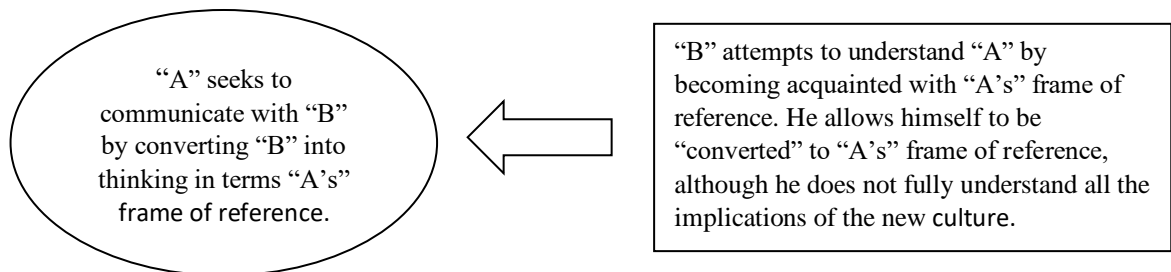 “A” seeks to
communicate with “B”
by converting “B” into
thinking in terms “A’s”
frame of reference.
“B” attempts to understand “A” by
becoming acquainted with “A’s” frame of
reference. He allows himself to be
“converted” to “A’s” frame of reference,
although he does not fully understand all the
implications of the new culture.